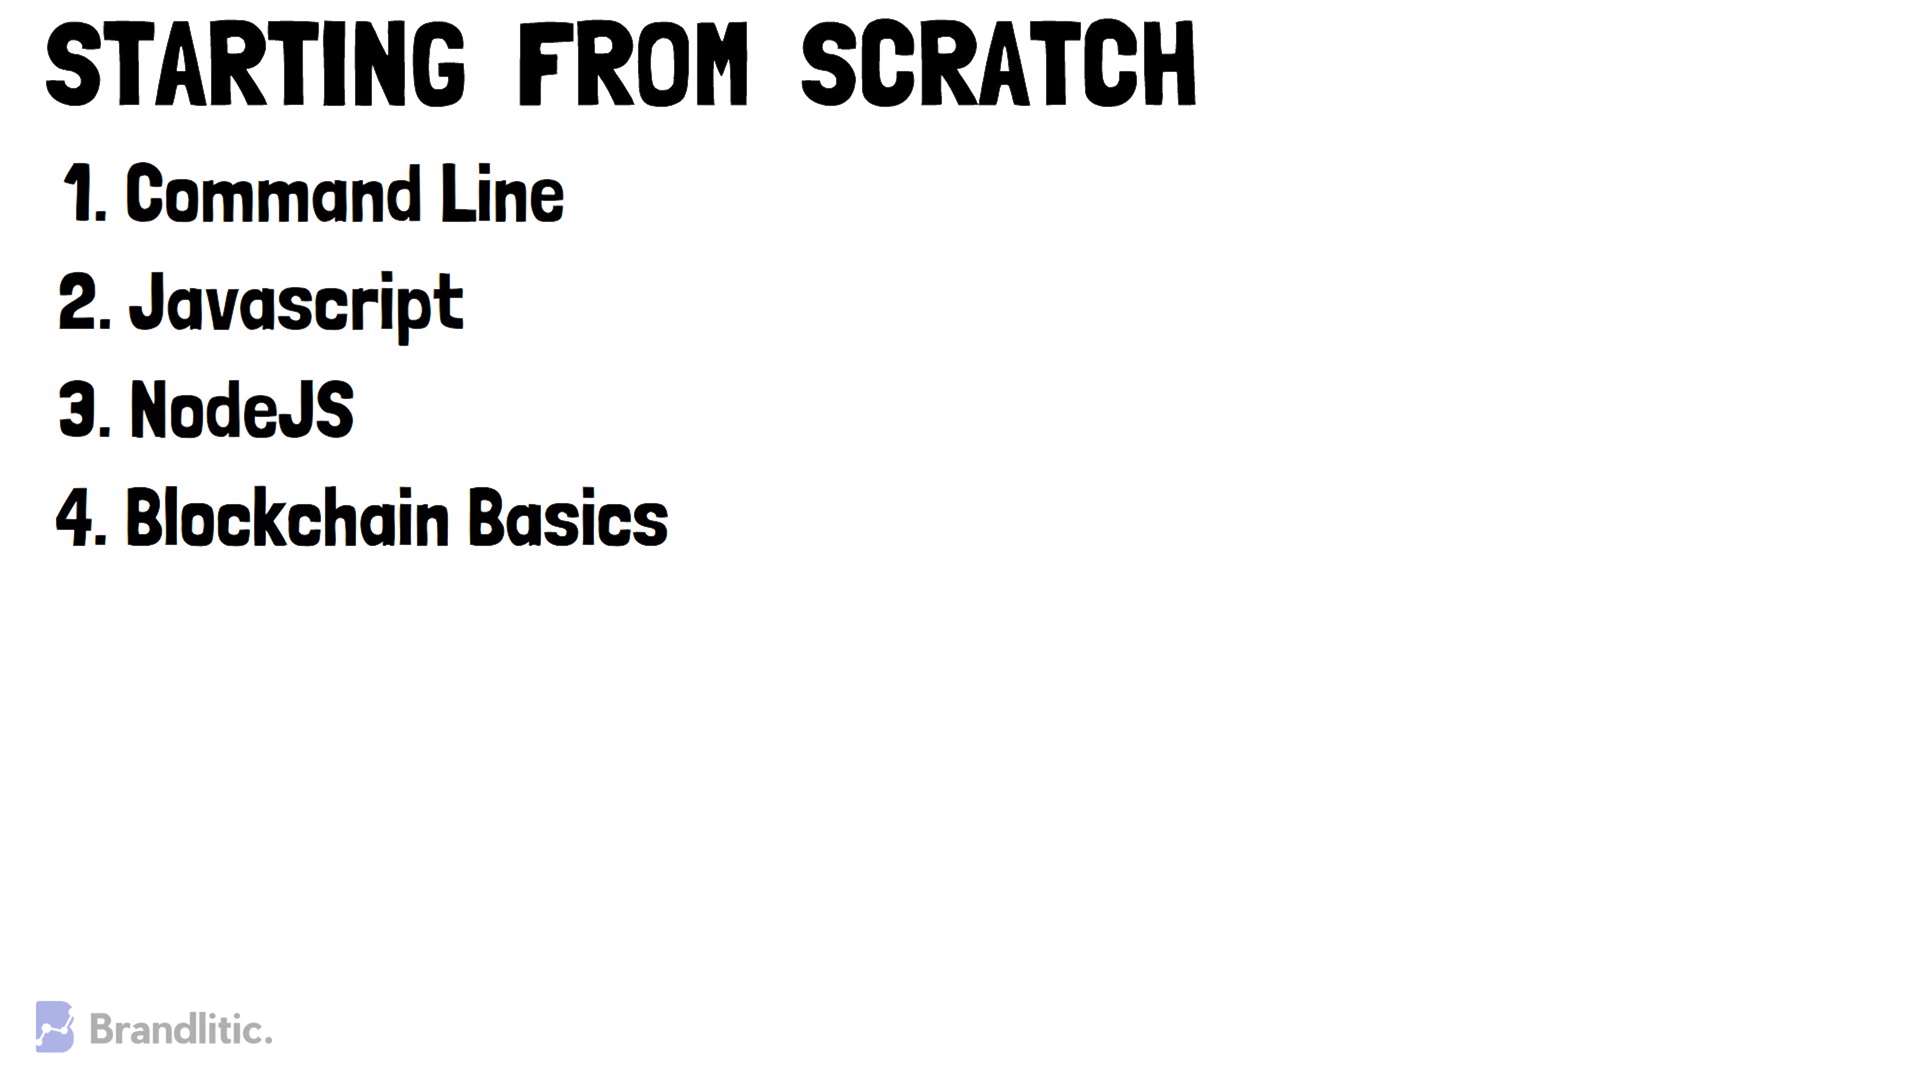 STARTING FROM SCRATCH
1. Command Line
2. Javascript
3. NodeJS
4. Blockchain Basics
Brandlitic.